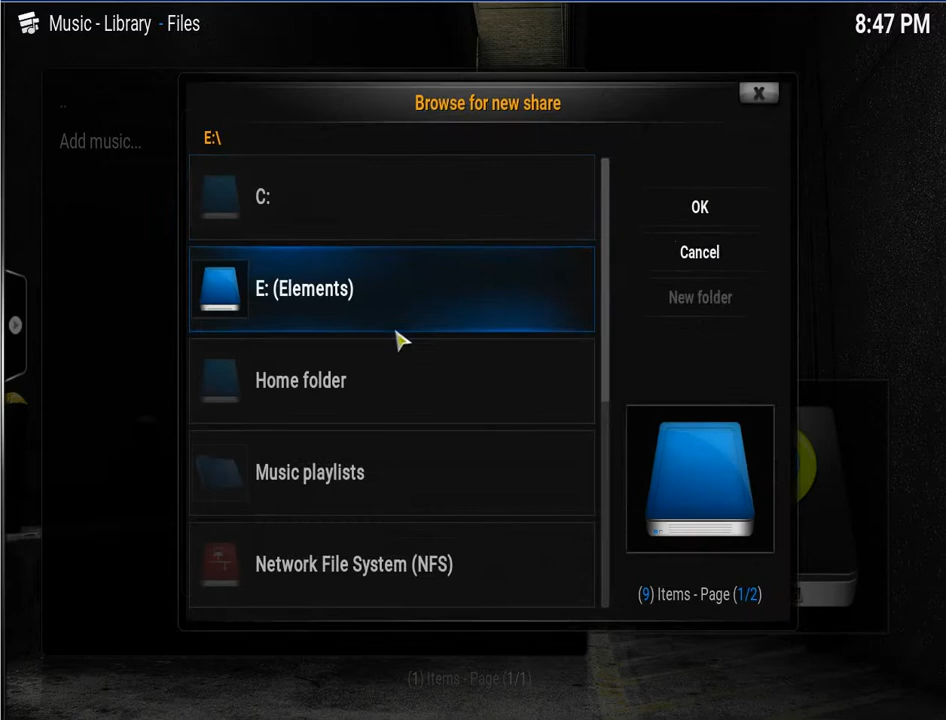 Music - Library - Files
8:47 PM
Browse for new share
..
E:\
Add music...
C:
OK
E: (Elements)
Cancel
New folder
Home folder
Music playlists
Network File System (NFS)
(9) Items - Page (1/2)
(1) Items - Page (1/1)